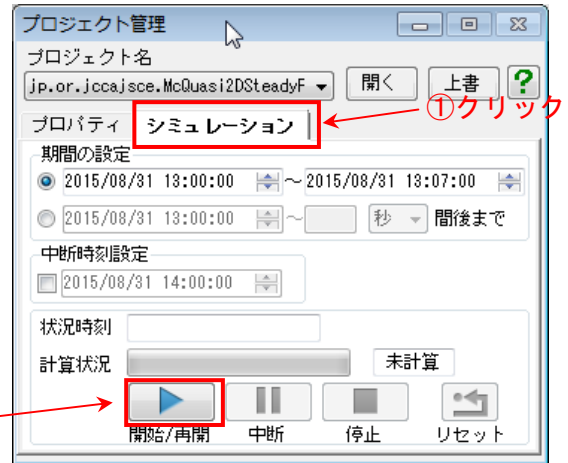 プロジェクト管理
プロジェクト名
jp.or.jccajsce.McQuasi2DSteadyF 開く 上書 ?
①クリック
プロパティ シミュレーション
期間の設定
2015/08/31 13:00:00 ～ 2015/08/31 13:07:00
2015/08/31 13:00:00 ～ 秒 間後まで
中断時刻設定
2015/08/31 14:00:00
状況時刻
計算状況 未計算
開始/再開 中断 停止 リセット